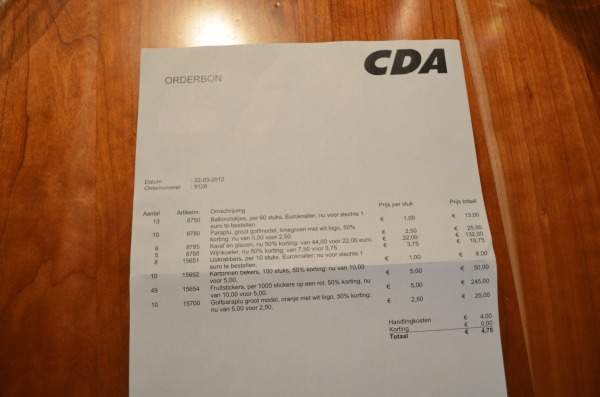 CDA
ORDERBON
Datum : 22-03-2012
Ordernummer : 9126
Aantal Artikelnr. Omschrijving Prijs per stuk Prijs totaal
13 8750 Ballonstokjes, per 50 stuks. Euroknaller, nu voor slechts 1 € 1,00 € 13,00
euro te bestellen.
10 8780 Paraplu, groot golfmodel, limegroen met wit logo, 50% € 2,50 € 25,00
korting: nu van 5,00 voor 2,50.
6 8785 Karaf en glazen, nu 50% korting: van 44,00 voor 22,00 euro. € 22,00 € 132,00
5 8788 Wijnkoeler, nu 50% korting: van 7,50 voor 3,75 € 3,75 € 18,75
8 15651 IJskrabbers, per 10 stuks. Euroknaller: nu voor slechts 1 € 1,00 € 8,00
euro te bestellen.
10 15652 Kartonnen bekers, 100 stuks, 50% korting: nu van 10,00 € 5,00 € 50,00
voor 5,00.
49 15654 Fruitstickers, per 1000 stickers op een rol, 50% korting, nu € 5,00 € 245,00
van 10,00 voor 5,00.
10 15700 Golfparaplu groot model, oranje met wit logo, 50% korting: € 2,50 € 25,00
nu van 5,00 voor 2,50.
Handlingkosten € 4,00
Korting € 0,00
Totaal € 4,75